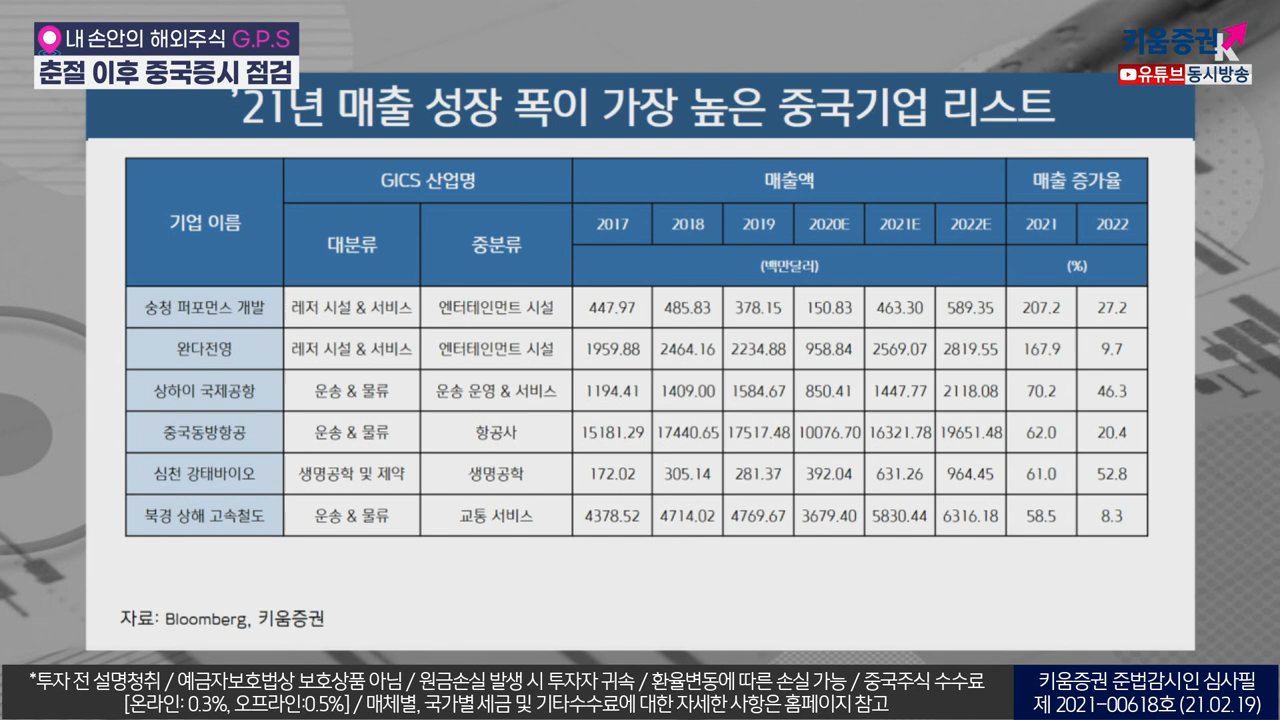 내 손안의 해외주식 G.P.S
춘절 이후 중국증시 점검
키움증권
유튜브동시방송
'21년 매출 성장 폭이 가장 높은 중국기업 리스트
기업 이름 GICS 산업명 매출액 매출 증가율
대분류 중분류 2017 2018 2019 2020E 2021E 2022E 2021 2022
(백만달러) (%)
숭청 퍼포먼스 개발 레저 시설 & 서비스 엔터테인먼트 시설 447.97 485.83 378.15 150.83 463.30 589.35 207.2 27.2
완다전영 레저 시설 & 서비스 엔터테인먼트 시설 1959.88 2464.16 2234.88 958.84 2569.07 2819.55 167.9 9.7
상하이 국제공항 운송 & 물류 운송 운영 & 서비스 1194.41 1409.00 1584.67 850.41 1447.77 2118.08 70.2 46.3
중국동방항공 운송 & 물류 항공사 15181.29 17440.65 17517.48 10076.70 16321.78 19651.48 62.0 20.4
심천 강태바이오 생명공학 및 제약 생명공학 172.02 305.14 281.37 392.04 631.26 964.45 61.0 52.8
북경 상해 고속철도 운송 & 물류 교통 서비스 4378.52 4714.02 4769.67 3679.40 5830.44 6316.18 58.5 8.3
자료: Bloomberg, 키움증권
*투자 전 설명청취 / 예금자보호법상 보호상품 아님 / 원금손실 발생 시 투자자 귀속 / 환율변동에 따른 손실 가능 / 중국주식 수수료
[온라인: 0.3%, 오프라인:0.5%] / 매체별, 국가별 세금 및 기타수수료에 대한 자세한 사항은 홈페이지 참고
키움증권 준법감시인 심사필
제 2021-00618호 (21.02.19)